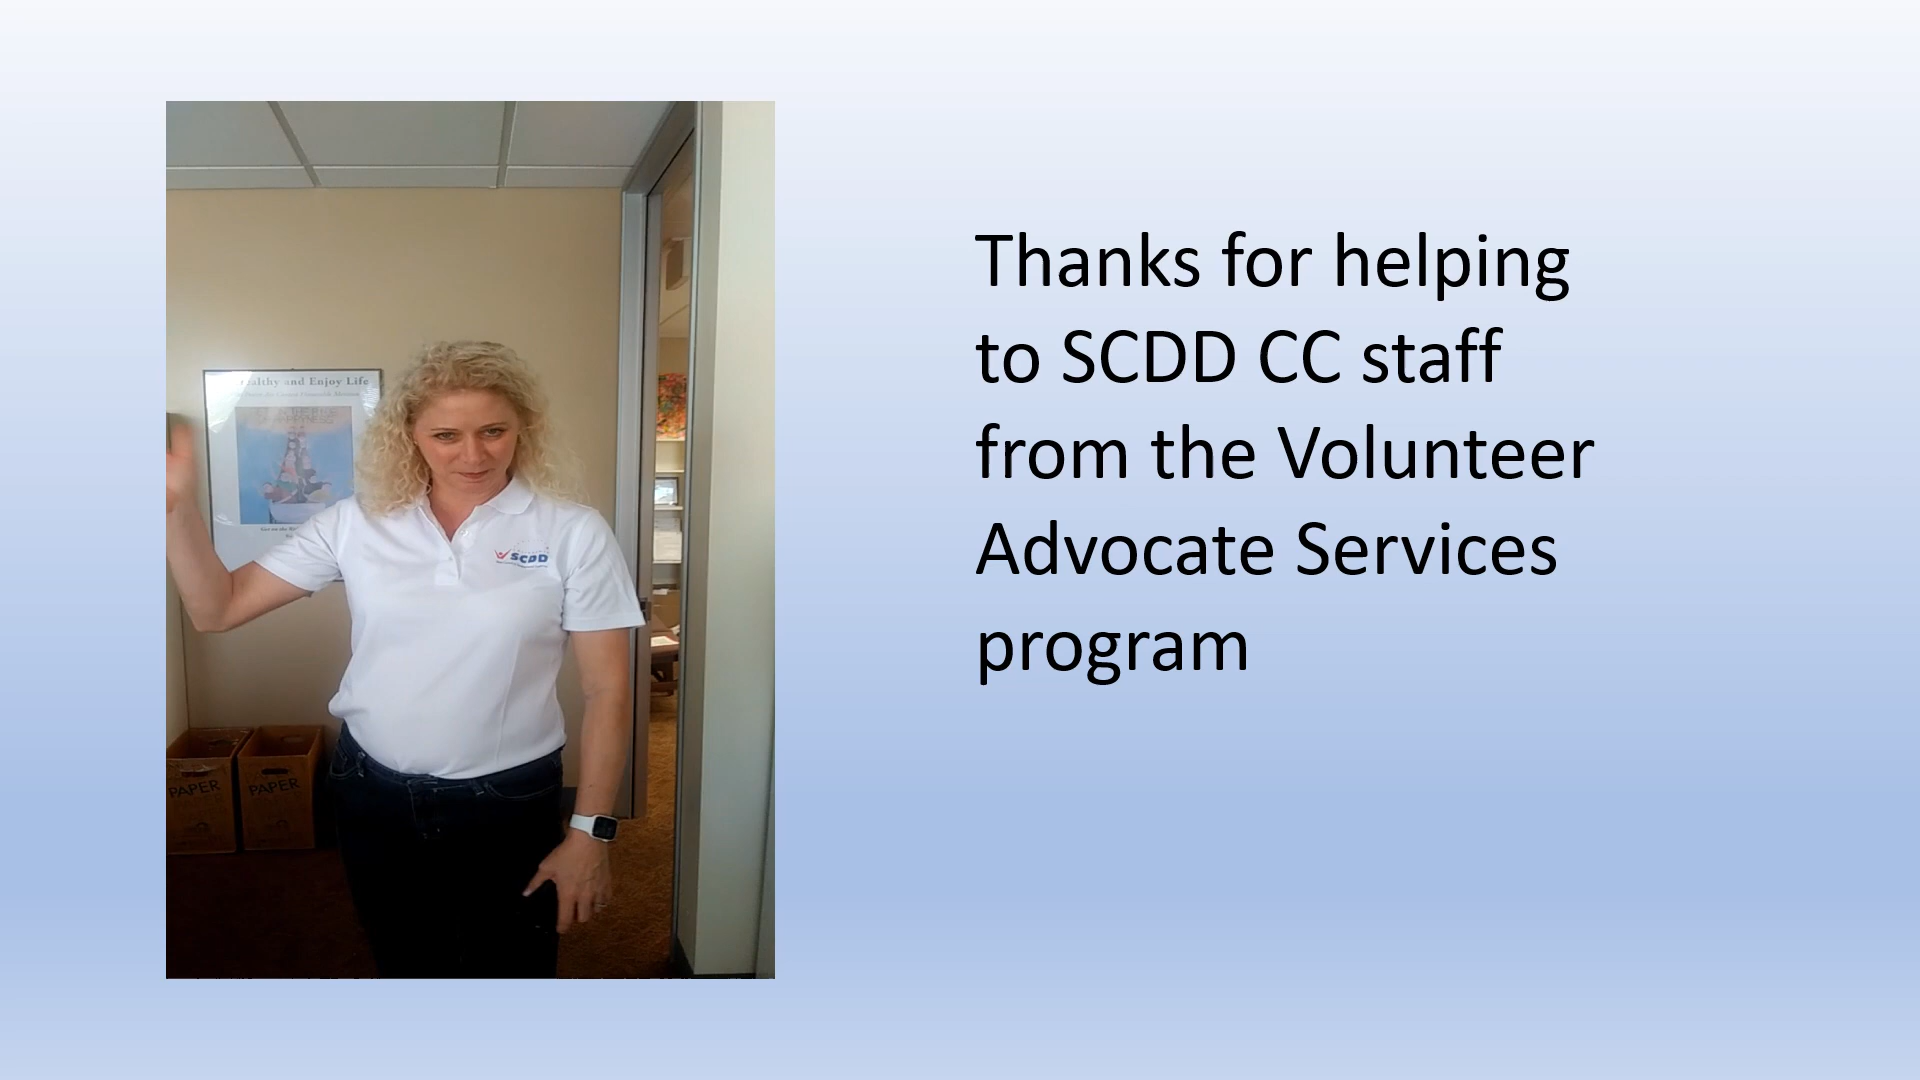 ealthy and Enjoy Life
SCDD
PAPER
PAPER
Thanks for helping
to SCDD CC staff
from the Volunteer
Advocate Services
program